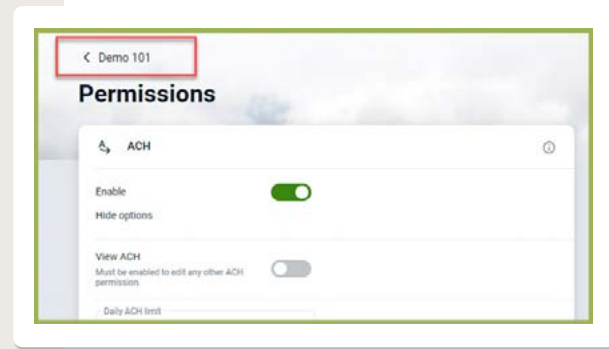 Demo 101
Permissions
ACH
Enable
Hide options
View ACH
Must be enabled to edit any other ACH
permission.
Daily ACH limit